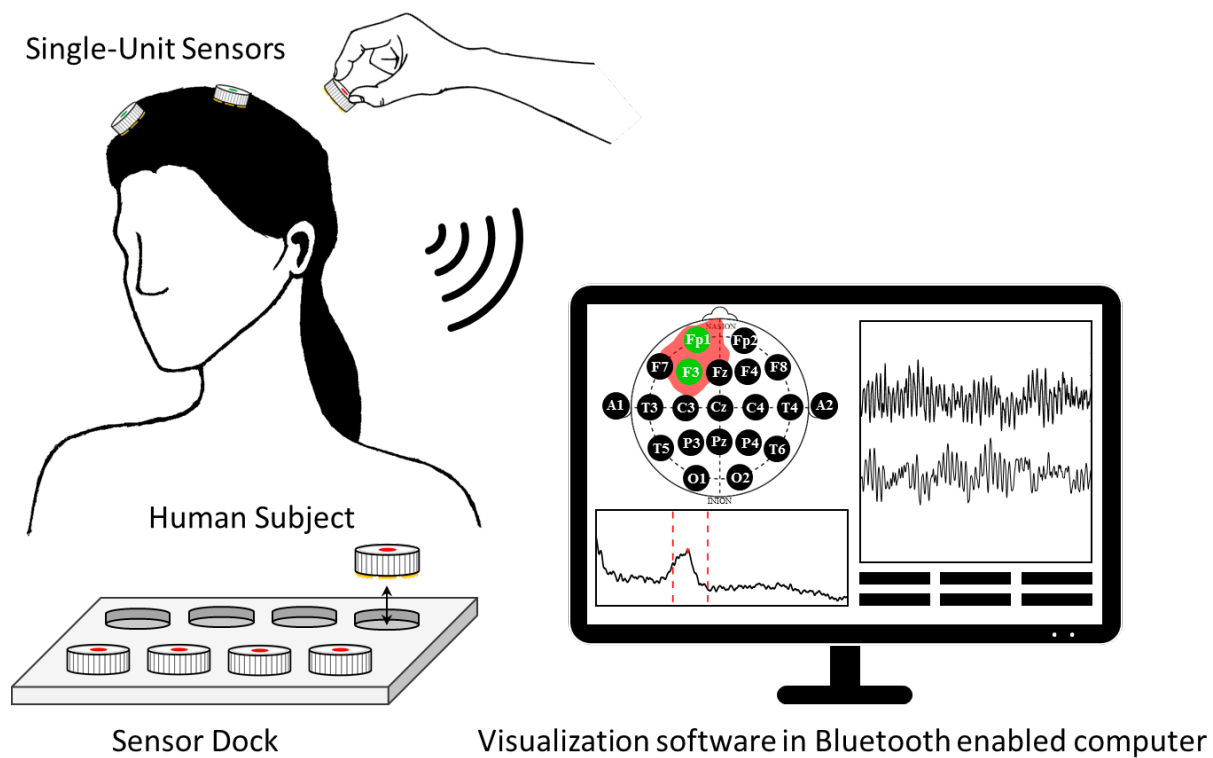 Single-Unit Sensors
NASION
Fp1 Fp2
F7 F3 Fz F4 F8
A1 T3 C3 Cz C4 T4 A2
T5 P3 Pz P4 T6
O1 O2
INION
Human Subject
Sensor Dock
Visualization software in Bluetooth enabled computer